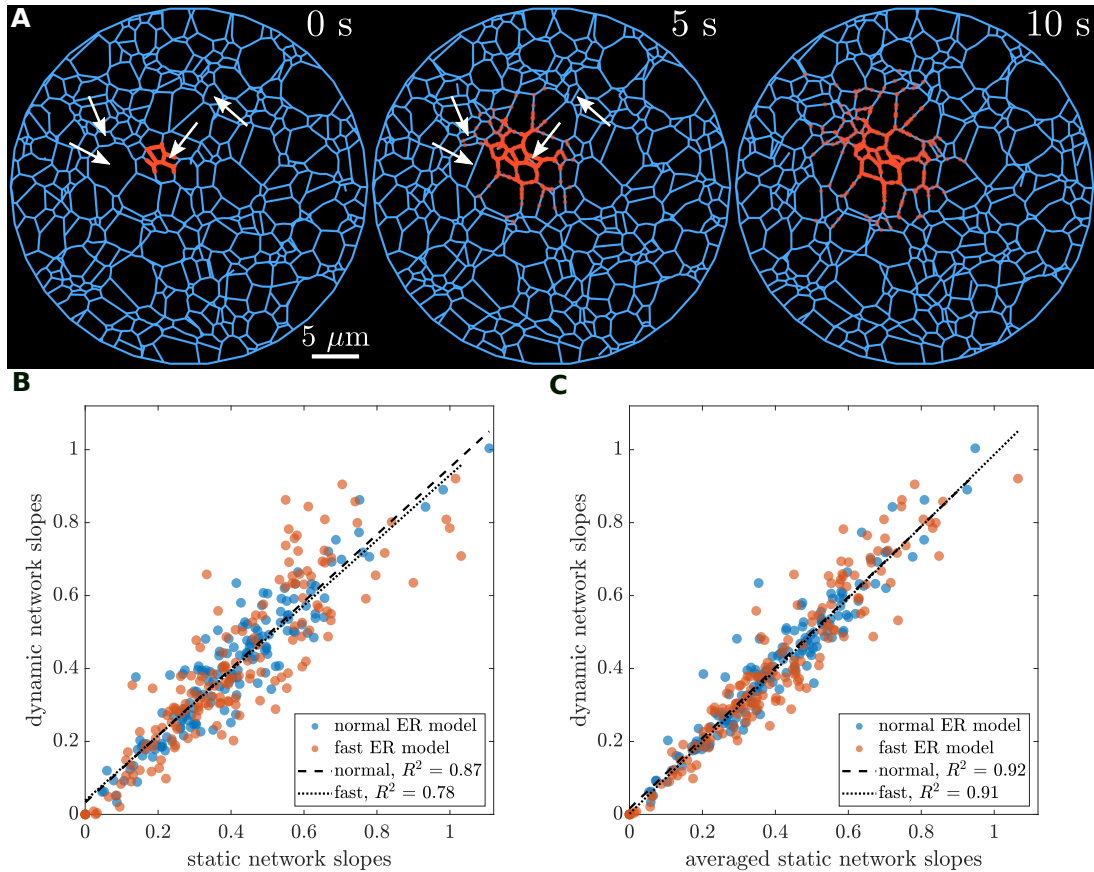 A
0 s
5 s
10 s
5 μm
B
C
dynamic network slopes
1
0.8
0.6
0.4
0.2
0
normal ER model
fast ER model
normal, R² = 0.87
fast, R² = 0.78
0 0.2 0.4 0.6 0.8 1
static network slopes
dynamic network slopes
1
0.8
0.6
0.4
0.2
0
normal ER model
fast ER model
normal, R² = 0.92
fast, R² = 0.91
0 0.2 0.4 0.6 0.8 1
averaged static network slopes